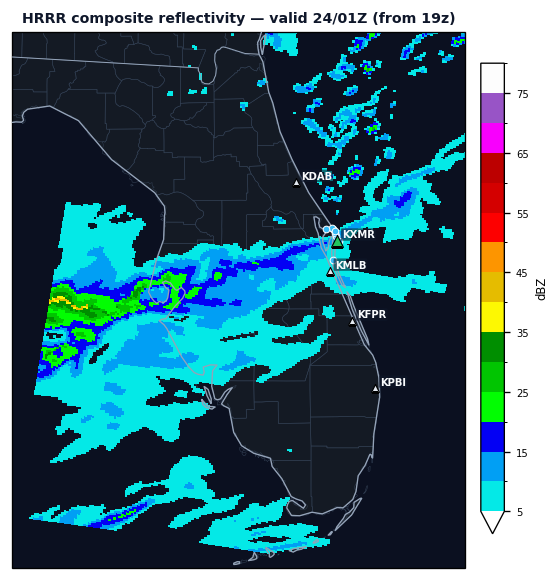 HRRR composite reflectivity — valid 24/01Z (from 19z)
KDAB
KXMR
KMLB
KFPR
KPBI
75
65
55
45
35
25
15
5
dBZ